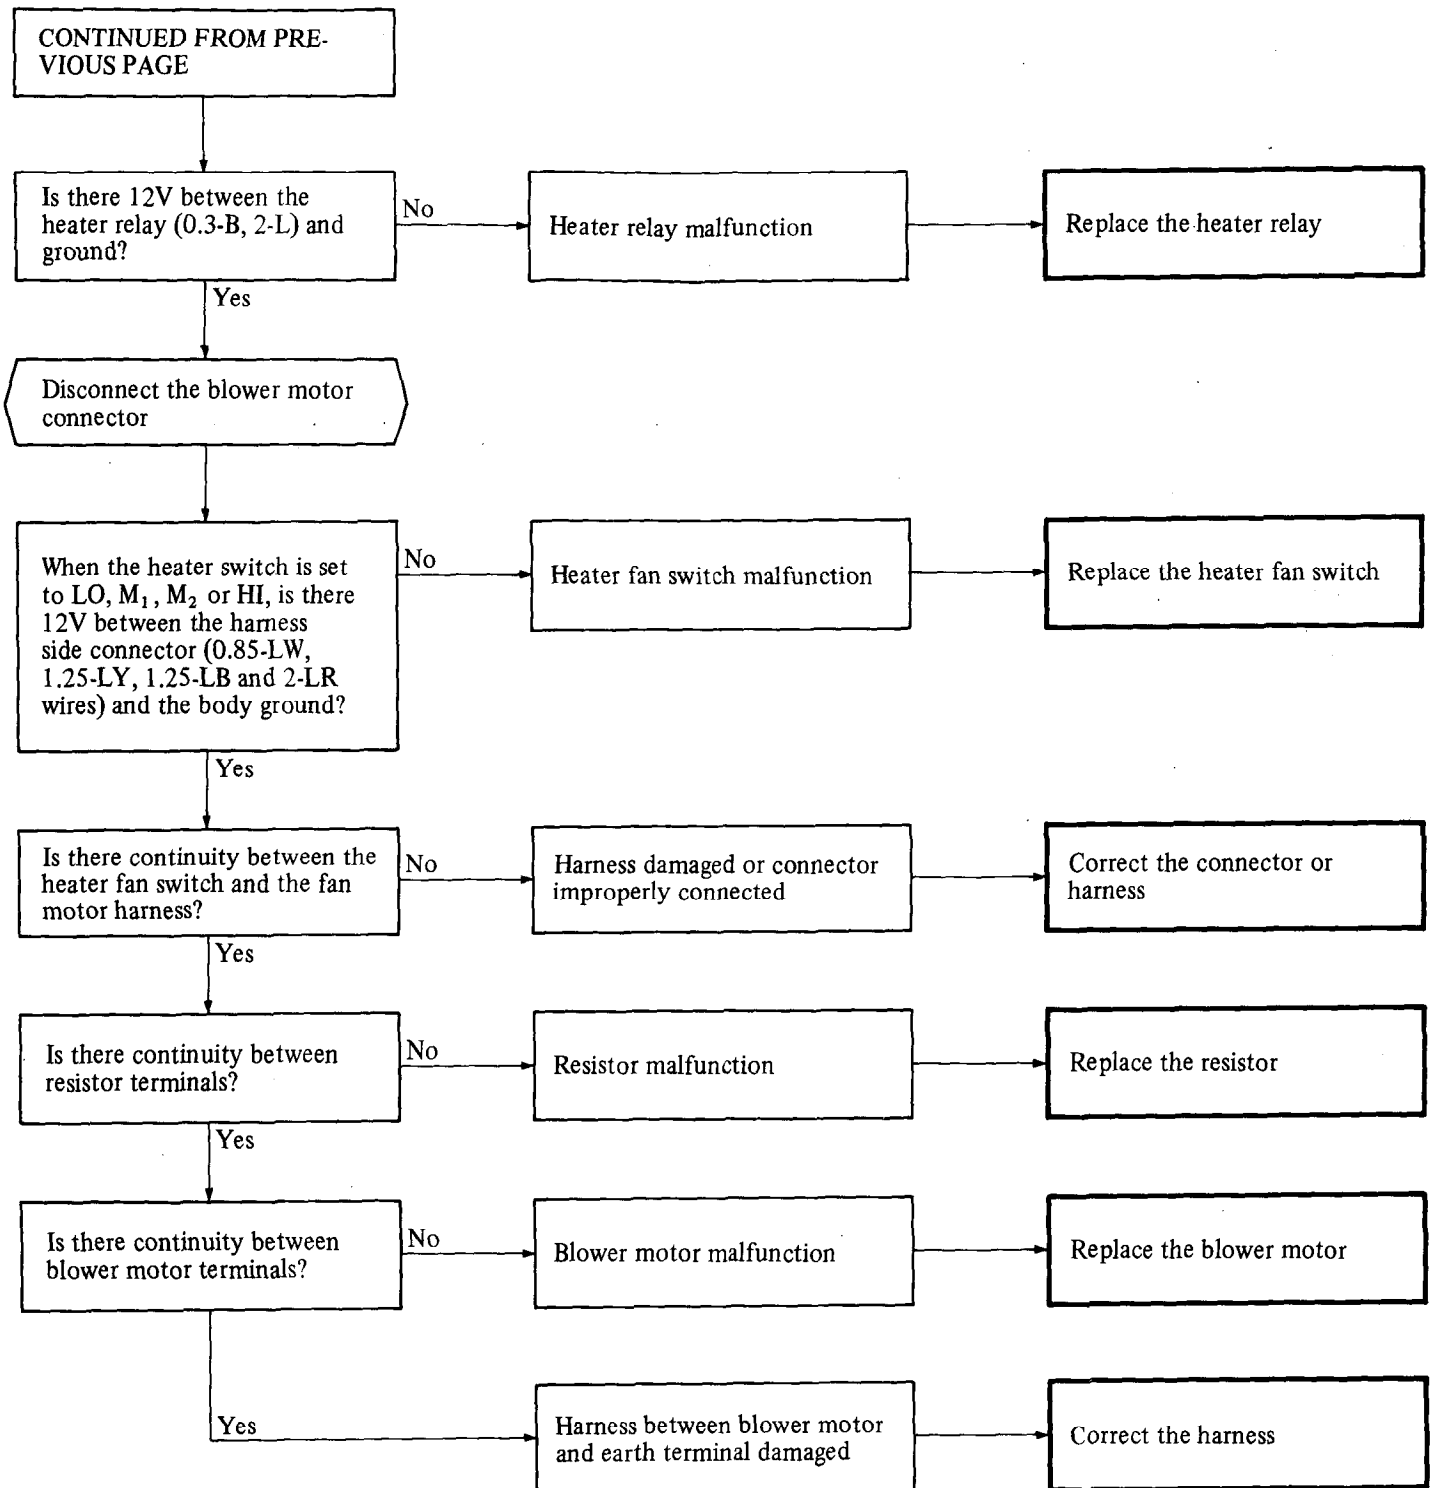 CONTINUED FROM PRE-
VIOUS PAGE
Is there 12V between the
heater relay (0.3-B, 2-L) and
ground?
No
Heater relay malfunction
Replace the heater relay
Yes
Disconnect the blower motor
connector
When the heater switch is set
to LO, M₁, M₂ or HI, is there
12V between the harness
side connector (0.85-LW,
1.25-LY, 1.25-LB and 2-LR
wires) and the body ground?
No
Heater fan switch malfunction
Replace the heater fan switch
Yes
Is there continuity between the
heater fan switch and the fan
motor harness?
No
Harness damaged or connector
improperly connected
Correct the connector or
harness
Yes
Is there continuity between
resistor terminals?
No
Resistor malfunction
Replace the resistor
Yes
Is there continuity between
blower motor terminals?
No
Blower motor malfunction
Replace the blower motor
Yes
Harness between blower motor
and earth terminal damaged
Correct the harness